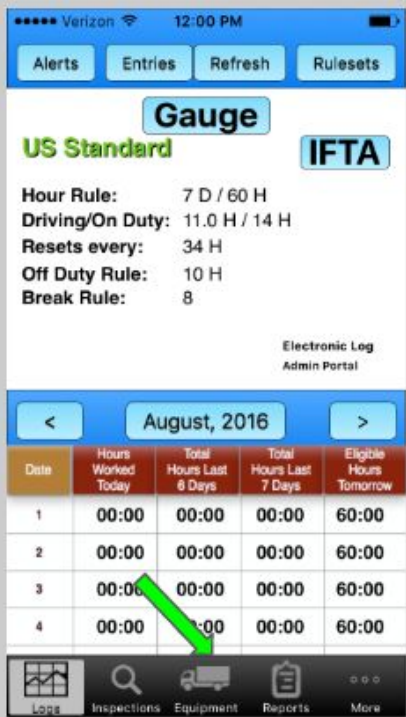 Verizon 12:00 PM
Alerts Entries Refresh Rulesets
Gauge
US Standard IFTA
Hour Rule: 7 D / 60 H
Driving/On Duty: 11.0 H / 14 H
Resets every: 34 H
Off Duty Rule: 10 H
Break Rule: 8
Electronic Log
Admin Portal
< August, 2016 >
Date Hours Worked Today Total Hours Last 6 Days Total Hours Last 7 Days Eligible Hours Tomorrow
1 00:00 00:00 00:00 60:00
2 00:00 00:00 00:00 60:00
3 00:00 00:00 00:00 60:00
4 00:00 00:00 00:00 60:00
Logs Inspections Equipment Reports More